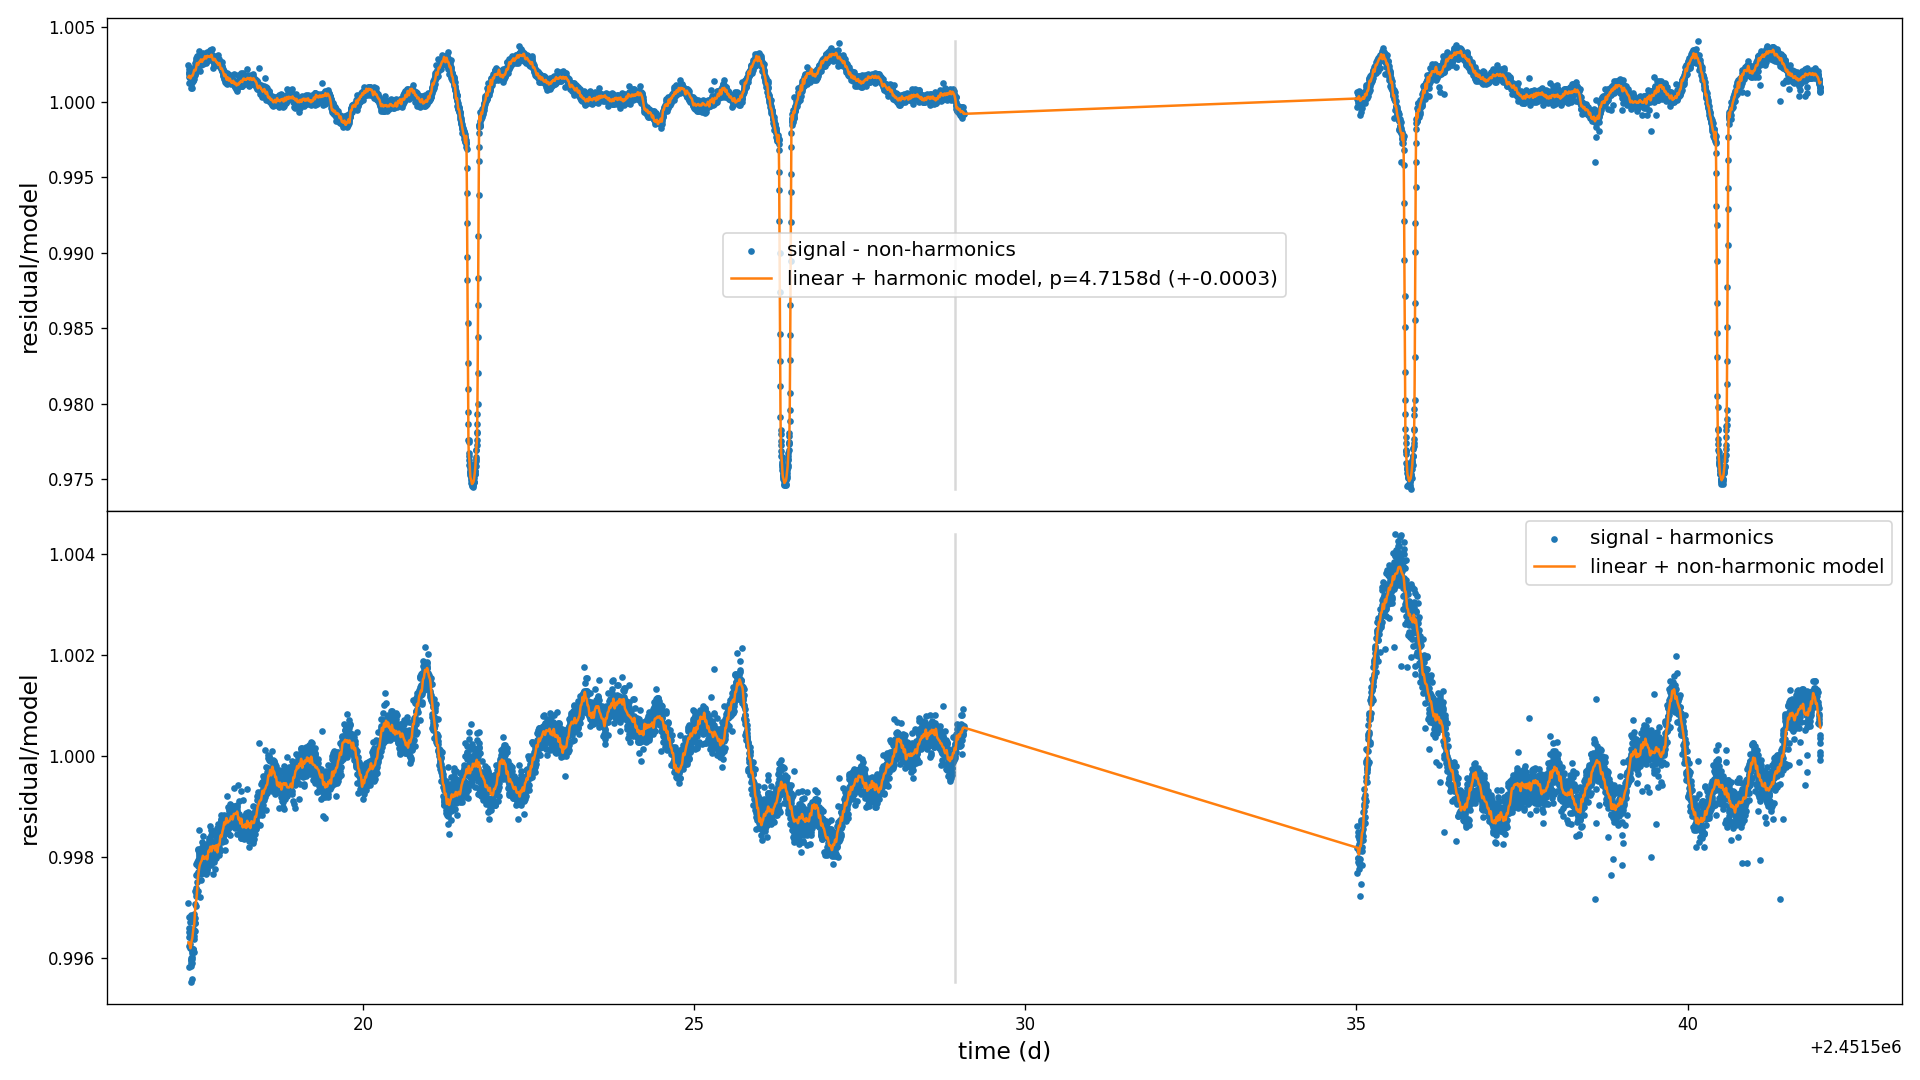 1.005
1.000
0.995
0.990
0.985
0.980
0.975
residual/model
signal - non-harmonics
linear + harmonic model, p=4.7158d (+-0.0003)
1.004
1.002
1.000
0.998
0.996
residual/model
signal - harmonics
linear + non-harmonic model
20
25
30
35
40
time (d)
+2.4515e6